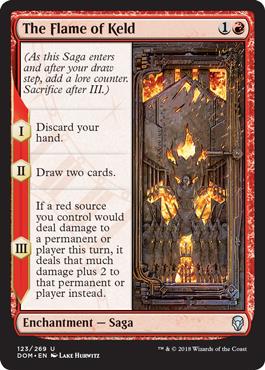 The Flame of Keld 1
(As this Saga enters
and after your draw
step, add a lore counter.
Sacrifice after III.)
I Discard your
hand.
II Draw two cards.
If a red source
you control would
deal damage to
a permanent or
III player this turn, it
deals that much
damage plus 2 to
that permanent or
player instead.
Enchantment — Saga
123/269 U
DOM • EN Lake Hurwitz
™ & © 2018 Wizards of the Coast